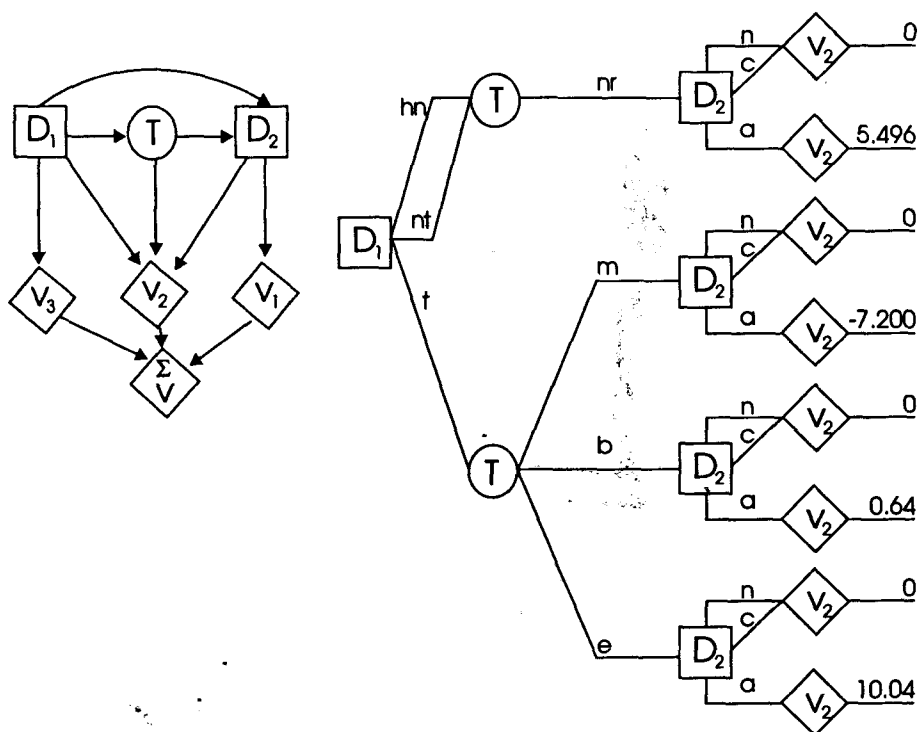 D₁ T D₂
V₃ V₂ V₁
Σ
V
D₁
hn
nt
t
T
nr
D₂
n
c
a
V₂
0
V₂
5.496
T
m
D₂
n
c
a
V₂
0
V₂
-7.200
b
D₂
n
c
a
V₂
0
V₂
0.64
e
D₂
n
c
a
V₂
0
V₂
10.04